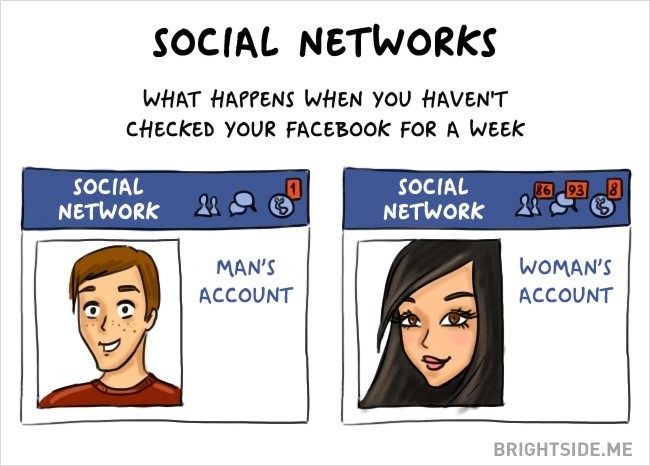 SOCIAL NETWORKS
WHAT HAPPENS WHEN YOU HAVEN'T
CHECKED YOUR FACEBOOK FOR A WEEK
SOCIAL
NETWORK
1
MAN'S
ACCOUNT
SOCIAL
NETWORK
86 93 8
WOMAN'S
ACCOUNT
BRIGHTSIDE.ME